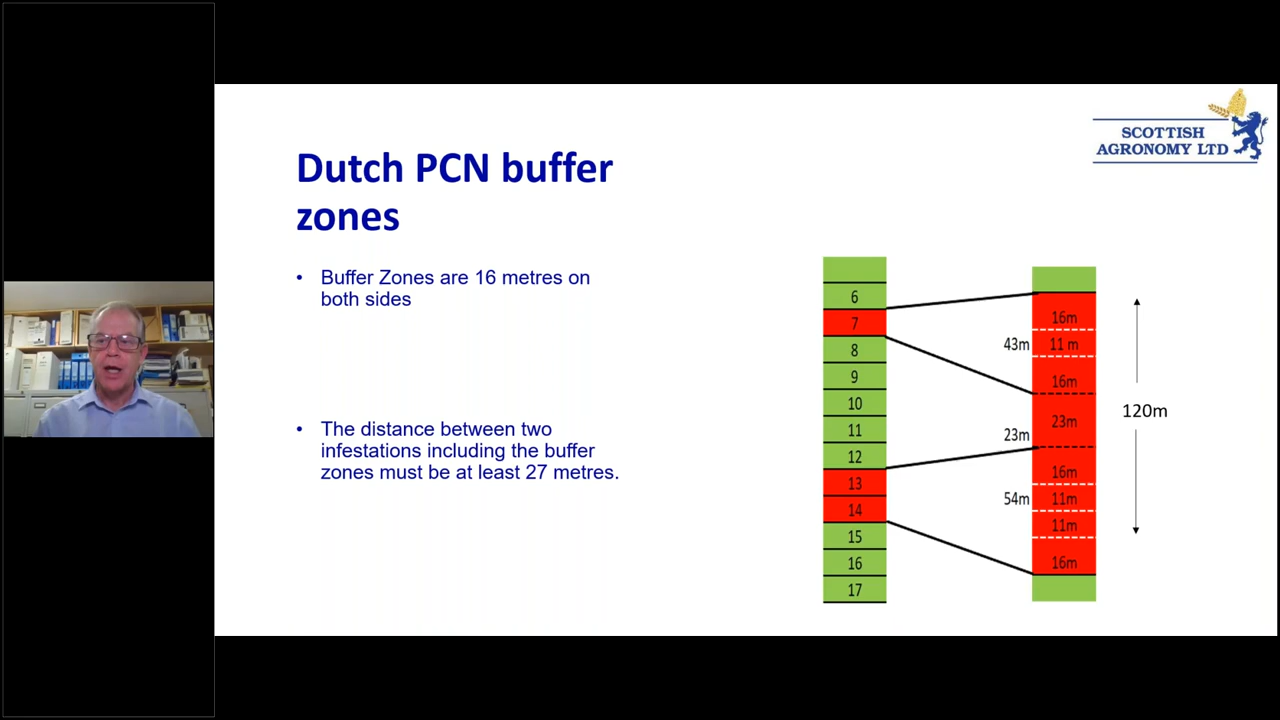 SCOTTISH
AGRONOMY LTD
Dutch PCN buffer
zones
• Buffer Zones are 16 metres on
both sides
• The distance between two
infestations including the buffer
zones must be at least 27 metres.
6
7
8
9
10
11
12
13
14
15
16
17
43m
23m
54m
16m
11 m
16m
23m
16m
11m
11m
16m
120m